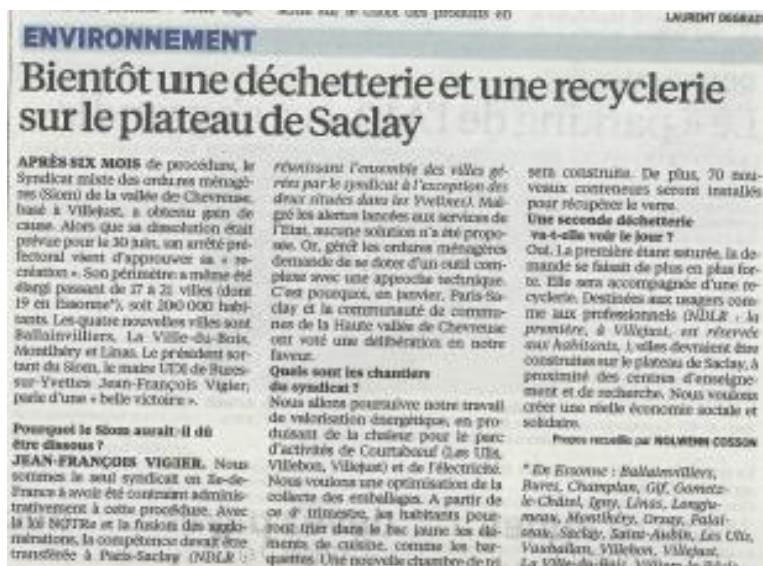 LAURENT DEGRAD
ENVIRONNEMENT
Bientôt une déchetterie et une recyclerie
sur le plateau de Saclay
APRÈS SIX MOIS de procédure, le
Syndicat mixte des ordures ménagè-
res (Siom) de la vallée de Chevreuse,
basé à Villejust, a obtenu gain de
cause. Alors que sa dissolution était
prévue pour le 30 juin, un arrêté pré-
fectoral vient d'approuver sa « re-
création ». Son périmètre a même été
élargi passant de 17 à 21 villes (dont
19 en Essonne*), soit 200 000 habi-
tants. Les quatre nouvelles villes sont
Ballainvilliers, La Ville-du-Bois,
Montlhéry et Linas. Le président sor-
tant du Siom, le maire UDI de Bures-
sur-Yvettes Jean-François Vigier,
parle d'une « belle victoire ».
Pourquoi le Siom aurait-il dû
être dissous ?
JEAN-FRANÇOIS VIGIER. Nous
sommes le seul syndicat en Ile-de-
France à avoir été contraint adminis-
trativement à cette procédure. Avec
la loi NOTRe et la fusion des agglo-
mérations, la compétence devait être
transférée à Paris-Saclay (NDLR :
réunissant l'ensemble des villes gé-
rées par le syndicat à l'exception des
deux situées dans les Yvelines). Mal-
gré les alertes lancées aux services de
l'Etat, aucune solution n'a été propo-
sée. Or, gérer les ordures ménagères
demande de se doter d'un outil com-
plexe avec une approche technique.
C'est pourquoi, en janvier, Paris-Sa-
clay et la communauté de commu-
nes de la Haute vallée de Chevreuse
ont voté une délibération en notre
faveur.
Quels sont les chantiers
du syndicat ?
Nous allons poursuivre notre travail
de valorisation énergétique, en pro-
duisant de la chaleur pour le parc
d'activités de Courtabœuf (Les Ulis,
Villebon, Villejust) et de l'électricité.
Nous voulons une optimisation de la
collecte des emballages. A partir de
ce 4e trimestre, les habitants pour-
ront trier dans le bac jaune les élé-
ments de cuisine, comme les bar-
quettes. Une nouvelle chambre de tri
sera construite. De plus, 70 nou-
veaux conteneurs seront installés
pour récupérer le verre.
Une seconde déchetterie
va-t-elle voir le jour ?
Oui. La première étant saturée, la de-
mande se faisait de plus en plus for-
te. Elle sera accompagnée d'une re-
cyclerie. Destinées aux usagers com-
me aux professionnels (NDLR : la
première, à Villejust, est réservée
aux habitants, ), elles devraient être
construites sur le plateau de Saclay, à
proximité des centres d'enseigne-
ment et de recherche. Nous voulons
créer une réelle économie sociale et
solidaire.
Propos recueillis par NOLWENN COSSON
* En Essonne : Ballainvilliers,
Bures, Champlan, Gif, Gometz-
le-Châtel, Igny, Linas, Longju-
meau, Montlhéry, Orsay, Palai-
seau, Saclay, Saint-Aubin, Les Ulis,
Vauhallan, Villebon, Villejust,
La Ville-du-Bois,